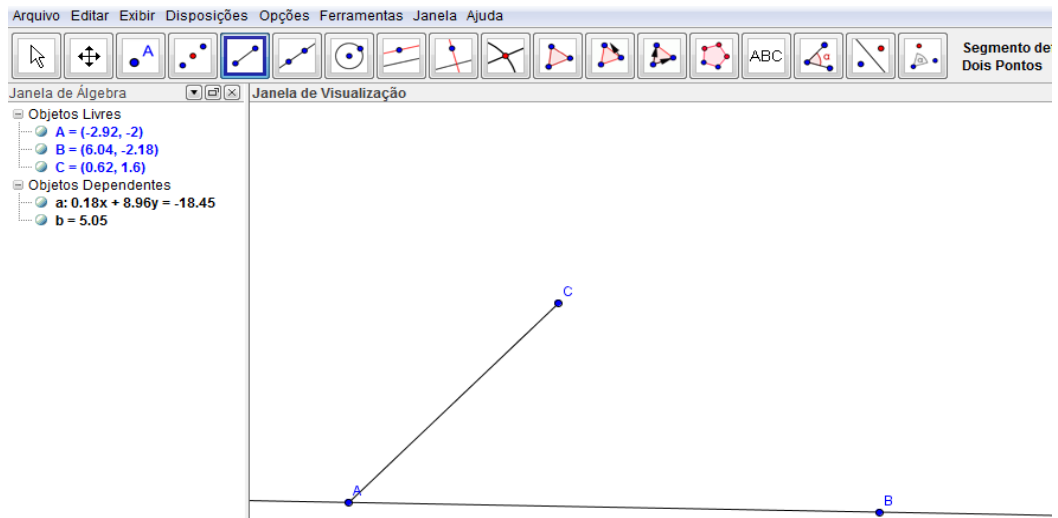 Arquivo Editar Exibir Disposições Opções Ferramentas Janela Ajuda
A
ABC
α
Segmento de
Dois Pontos
Janela de Álgebra
Janela de Visualização
Objetos Livres
A = (-2.92, -2)
B = (6.04, -2.18)
C = (0.62, 1.6)
Objetos Dependentes
a: 0.18x + 8.96y = -18.45
b = 5.05
C
A
B